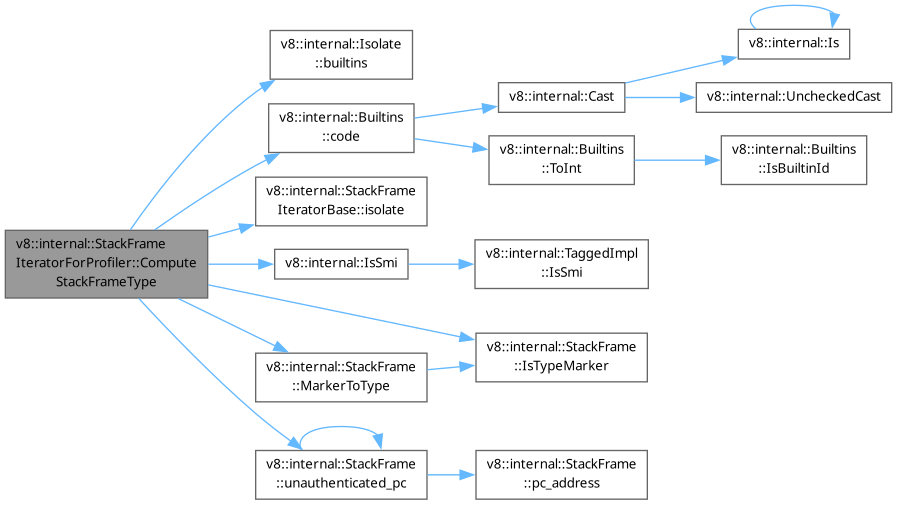 v8::internal::StackFrame
IteratorForProfiler::Compute
StackFrameType
v8::internal::Isolate
::builtins
v8::internal::Builtins
::code
v8::internal::StackFrame
IteratorBase::isolate
v8::internal::IsSmi
v8::internal::StackFrame
::MarkerToType
v8::internal::StackFrame
::unauthenticated_pc
v8::internal::Cast
v8::internal::Builtins
::ToInt
v8::internal::TaggedImpl
::IsSmi
v8::internal::StackFrame
::IsTypeMarker
v8::internal::StackFrame
::pc_address
v8::internal::Is
v8::internal::UncheckedCast
v8::internal::Builtins
::IsBuiltinId